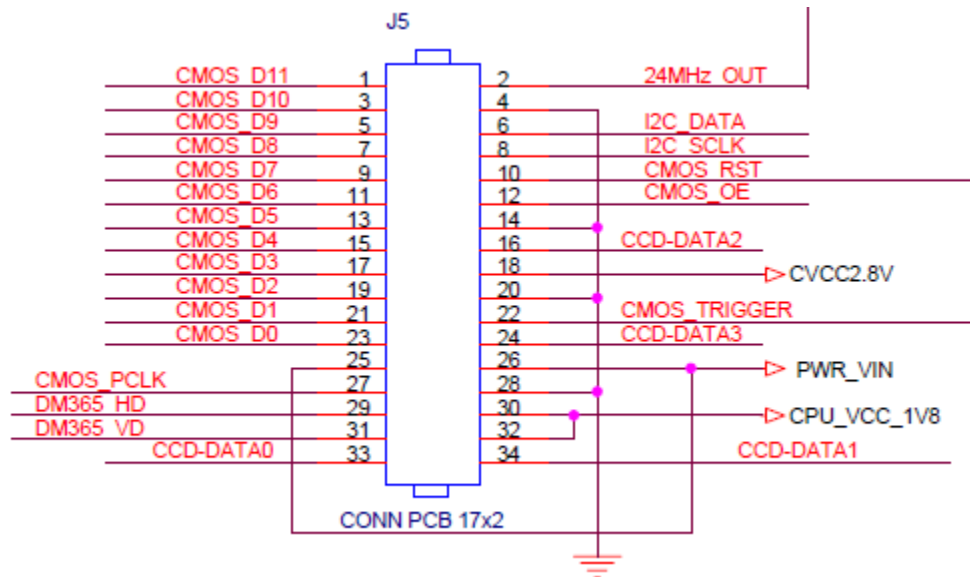 J5
CMOS_D11 1 2 24MHz_OUT
CMOS_D10 3 4
CMOS_D9 5 6 I2C_DATA
CMOS_D8 7 8 I2C_SCLK
CMOS_D7 9 10 CMOS_RST
CMOS_D6 11 12 CMOS_OE
CMOS_D5 13 14
CMOS_D4 15 16 CCD-DATA2
CMOS_D3 17 18 CVCC2.8V
CMOS_D2 19 20
CMOS_D1 21 22 CMOS_TRIGGER
CMOS_D0 23 24 CCD-DATA3
25 26 PWR_VIN
CMOS_PCLK 27 28
DM365_HD 29 30 CPU_VCC_1V8
DM365_VD 31 32
CCD-DATA0 33 34 CCD-DATA1
CONN PCB 17x2